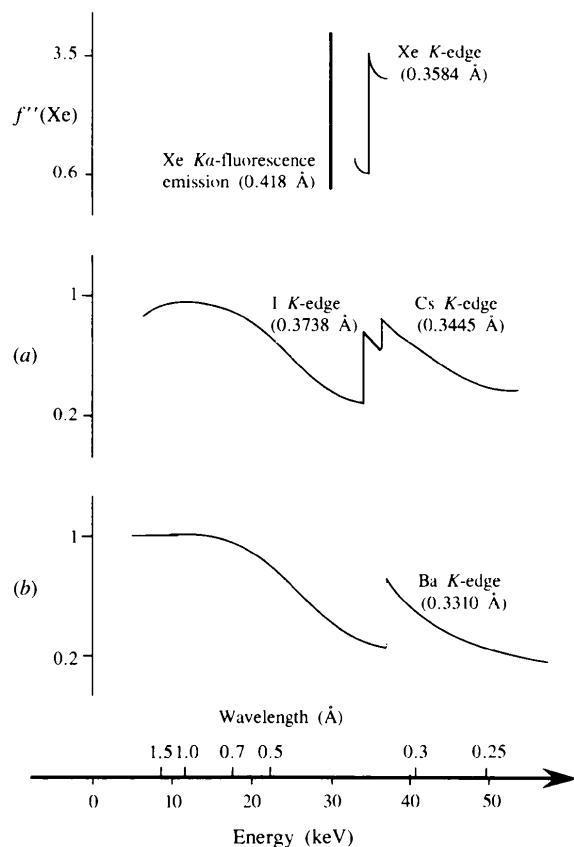 3.5
Xe K-edge
(0.3584 Å)
f''(Xe)
Xe Kα-fluorescence
emission (0.418 Å)
0.6
1
I K-edge
(0.3738 Å)
Cs K-edge
(0.3445 Å)
(a)
0.2
1
(b)
Ba K-edge
(0.3310 Å)
0.2
Wavelength (Å)
1.5 1.0 0.7 0.5 0.3 0.25
0 10 20 30 40 50
Energy (keV)